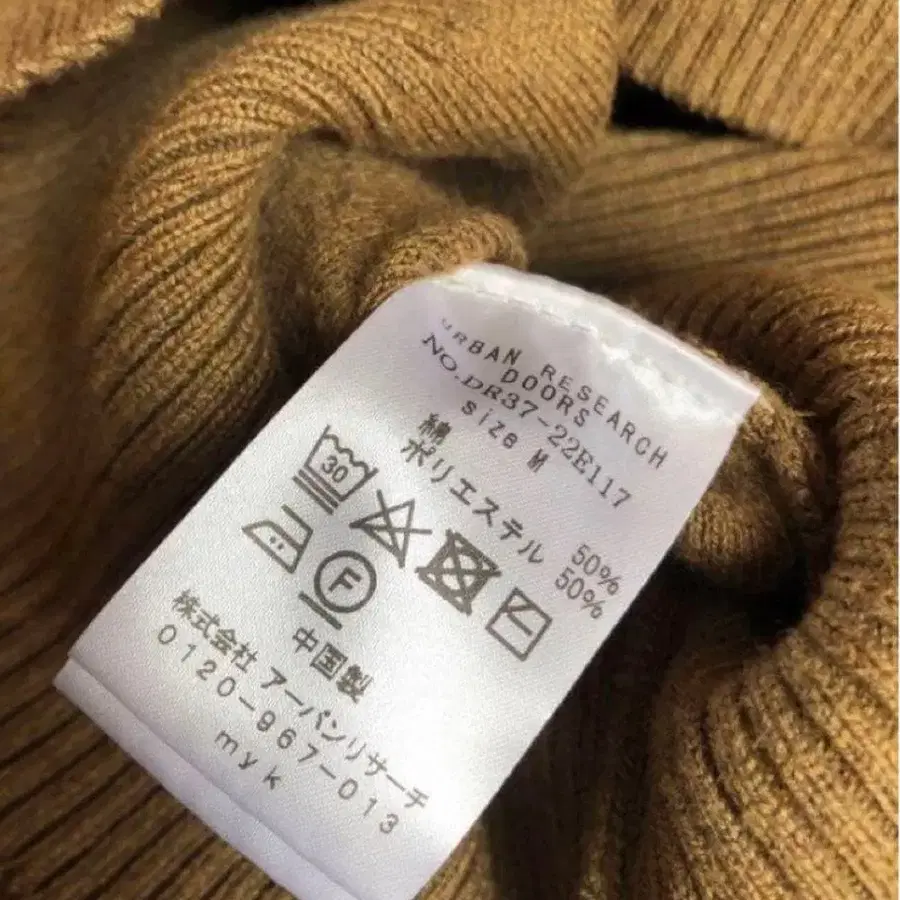 URBAN RESEARCH
DOORS
NO.DR37-22E117
size M
綿 50%
ポリエステル 50%
30
F
中国製
株式会社 アーバンリサーチ
0120-967-013
myk